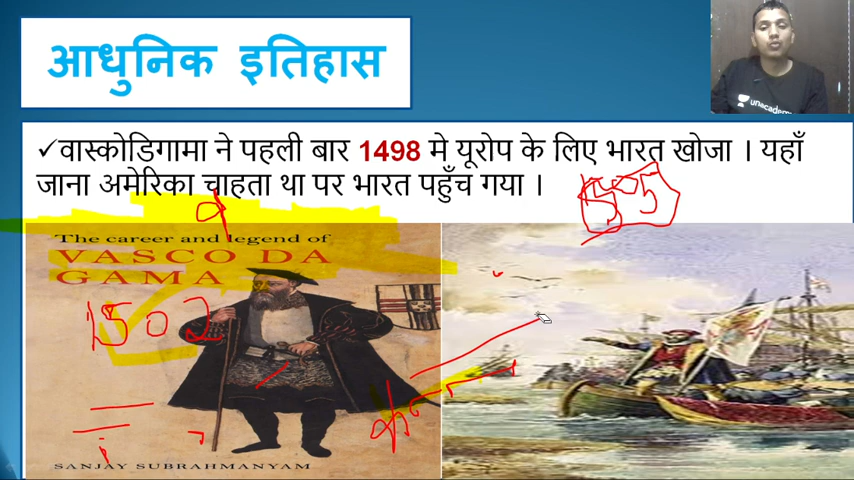 आधुनिक इतिहास
unacademy
✓वास्कोडिगामा ने पहली बार 1498 मे यूरोप के लिए भारत खोजा । यहाँ
जाना अमेरिका चाहता था पर भारत पहुँच गया ।
The career and legend of
VASCO DA
GAMA
1502
SANJAY SUBRAHMANYAM